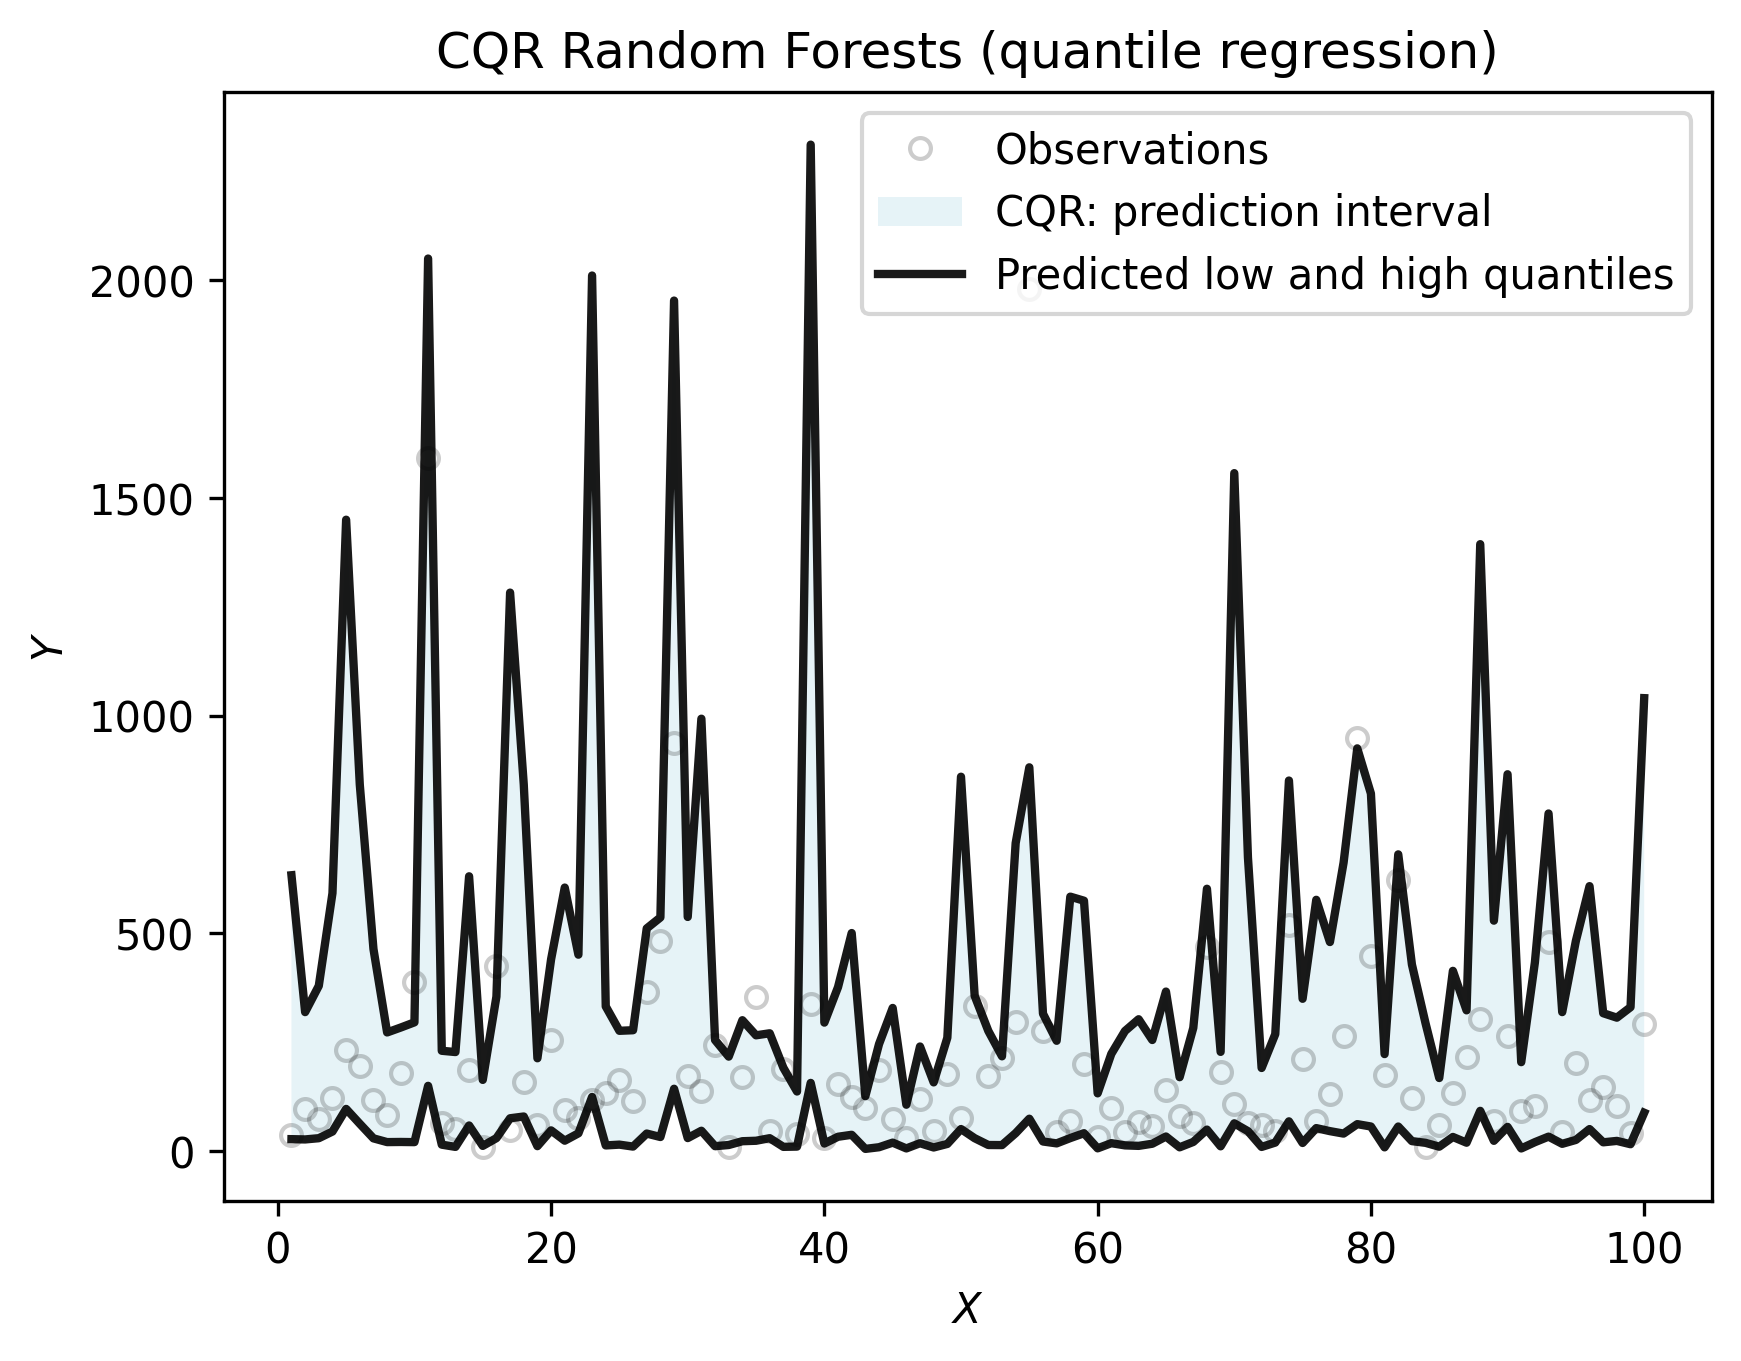 CQR Random Forests (quantile regression)
Observations
CQR: prediction interval
Predicted low and high quantiles
2000
1500
1000
500
0
Y
0 20 40 60 80 100
X